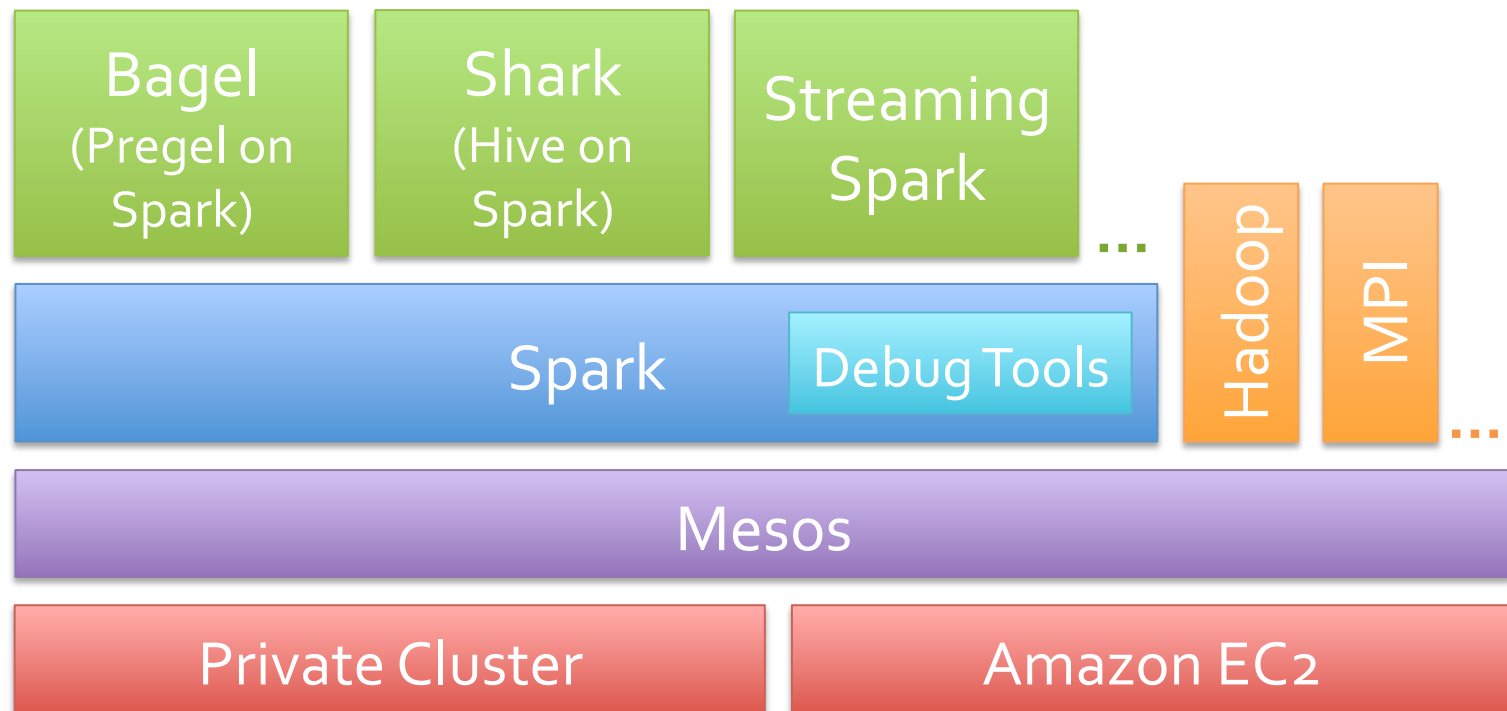 Bagel
(Pregel on
Spark)
Shark
(Hive on
Spark)
Streaming
Spark
...
Hadoop
MPI
...
Spark
Debug Tools
Mesos
Private Cluster
Amazon EC2